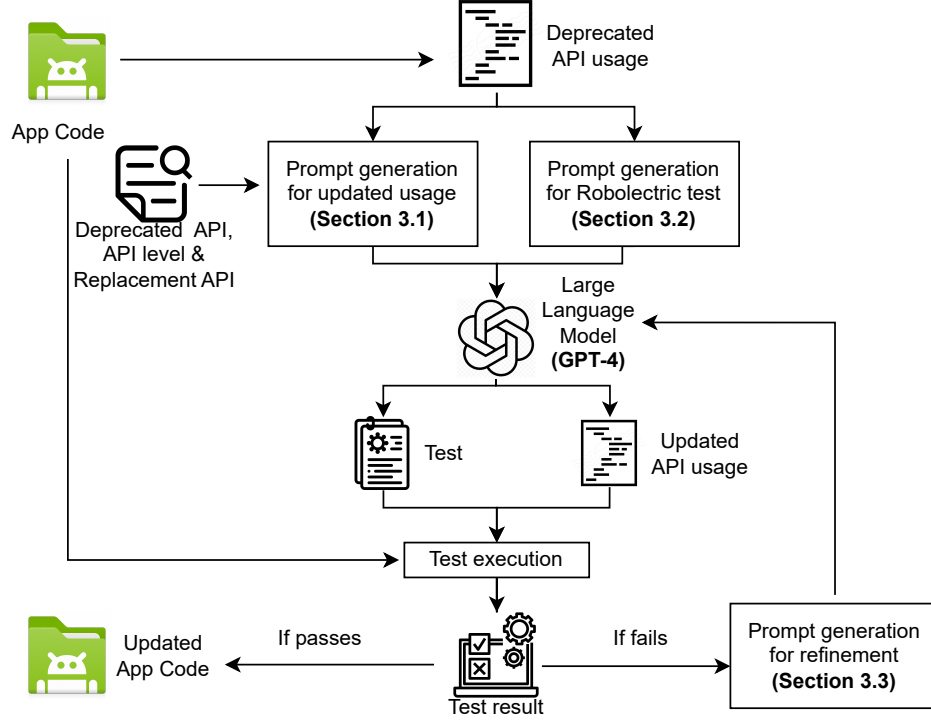 Deprecated
API usage
App Code
Prompt generation
for updated usage
(Section 3.1)
Prompt generation
for Robolectric test
(Section 3.2)
Deprecated API,
API level &
Replacement API
Large
Language
Model
(GPT-4)
Test
Updated
API usage
Test execution
If passes
If fails
Updated
App Code
Prompt generation
for refinement
(Section 3.3)
Test result